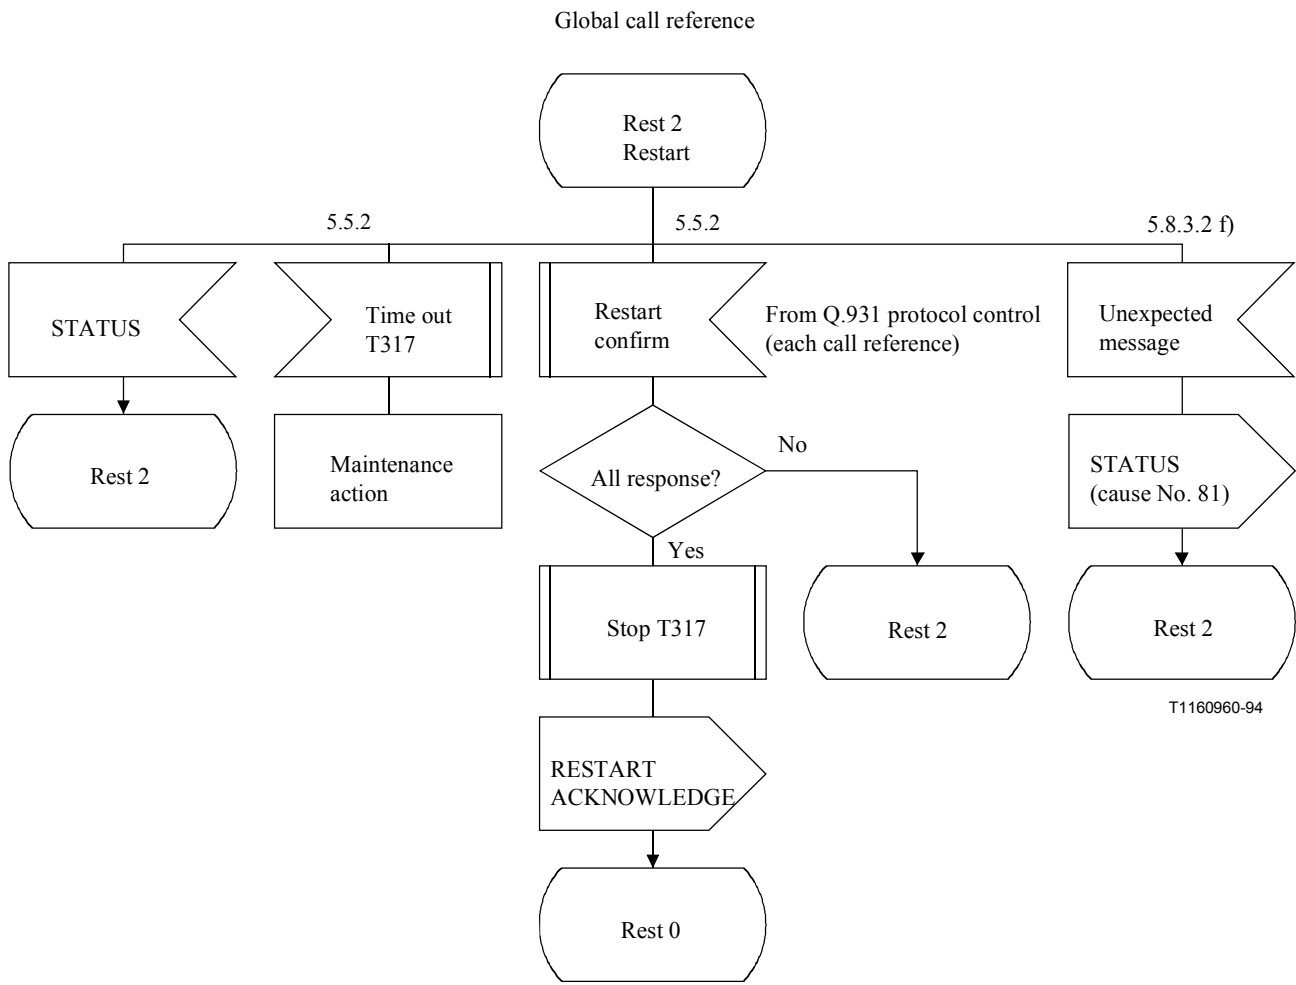 Global call reference
Rest 2
Restart
5.5.2
5.5.2
5.8.3.2 f)
STATUS
Time out
T317
Restart
confirm
From Q.931 protocol control
(each call reference)
Unexpected
message
Rest 2
Maintenance
action
All response?
No
STATUS
(cause No. 81)
Yes
Stop T317
Rest 2
Rest 2
T1160960-94
RESTART
ACKNOWLEDGE
Rest 0